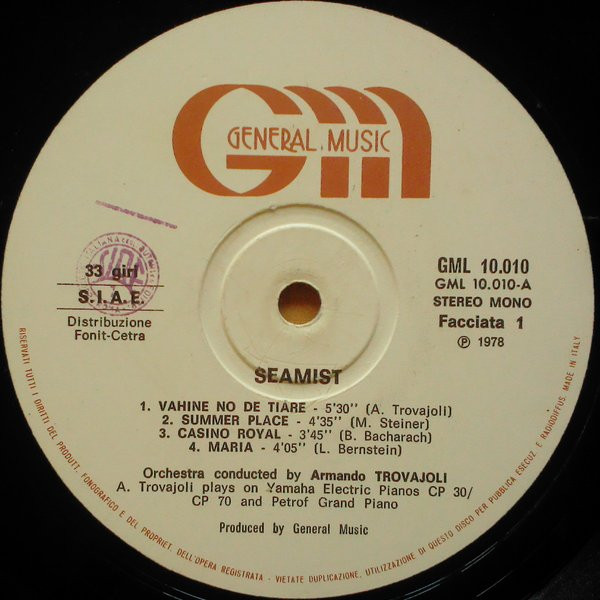 GENERAL MUSIC
33 giri
S.I.A.E.
Distribuzione
Fonit-Cetra
GML 10.010
GML 10.010-A
STEREO MONO
Facciata 1
Ⓟ 1978
SEAMIST
1. VAHINE NO DE TIARE - 5'30'' (A. Trovajoli)
2. SUMMER PLACE - 4'35'' (M. Steiner)
3. CASINO ROYAL - 3'45'' (B. Bacharach)
4. MARIA - 4'05'' (L. Bernstein)
Orchestra conducted by Armando TROVAJOLI
A. Trovajoli plays on Yamaha Electric Pianos CP 30/
CP 70 and Petrof Grand Piano
Produced by General Music
RISERVATI TUTTI I DIRITTI DEL PRODUTT. FONOGRAFICO E DEL PROPRIET. DELL'OPERA REGISTRATA - VIETATE DUPLICAZIONE, UTILIZZAZIONE DI QUESTO DISCO PER PUBBLICA ESECUZ. E RADIODIFFUS. MADE IN ITALY